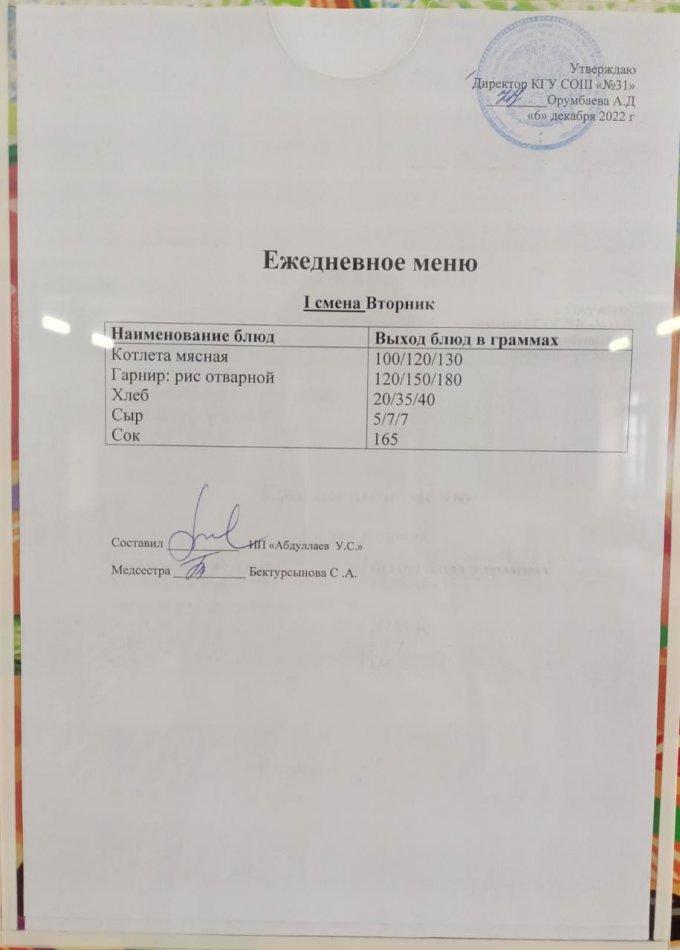 Утверждаю
Директор КГУ СОШ «№31»
Орумбаева А.Д
«6» декабря 2022 г
Ежедневное меню
I смена Вторник
Наименование блюд Выход блюд в граммах
Котлета мясная 100/120/130
Гарнир: рис отварной 120/150/180
Хлеб 20/35/40
Сыр 5/7/7
Сок 165
Составил ИП «Абдуллаев У.С.»
Медсестра Бектурсынова С .А.